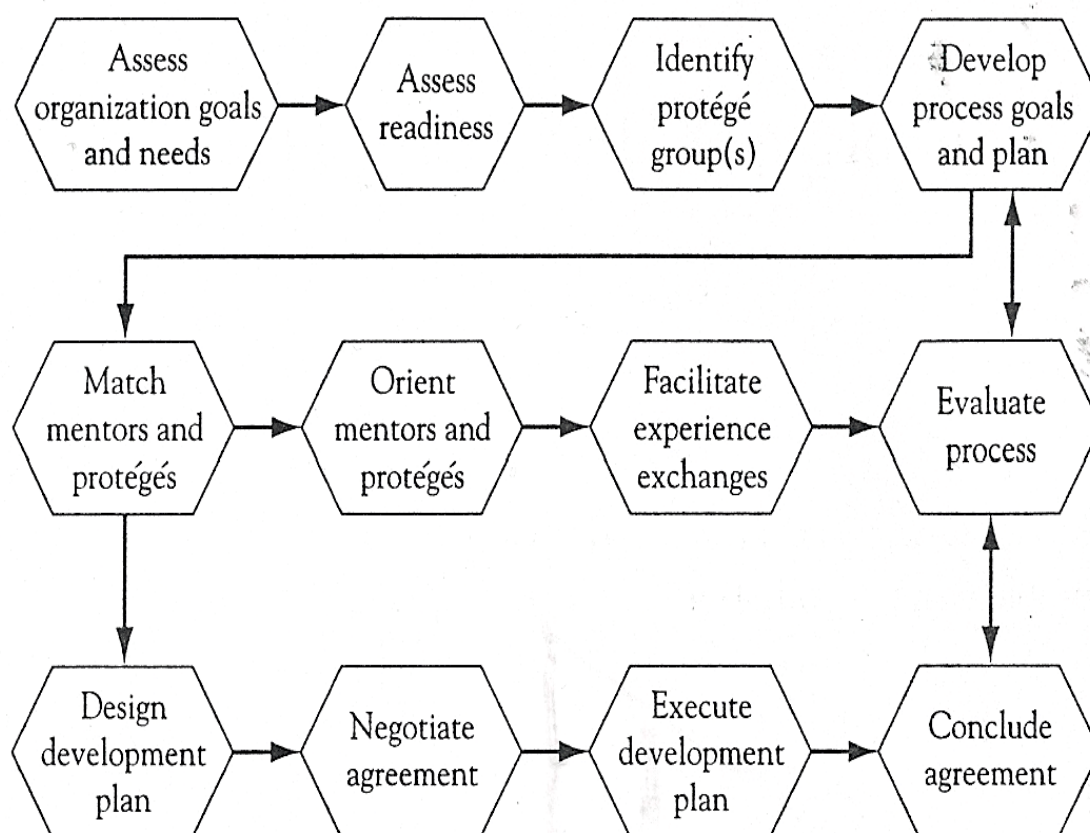 Assess
organization goals
and needs
Assess
readiness
Identify
protégé
group(s)
Develop
process goals
and plan
Match
mentors and
protégés
Orient
mentors and
protégés
Facilitate
experience
exchanges
Evaluate
process
Design
development
plan
Negotiate
agreement
Execute
development
plan
Conclude
agreement